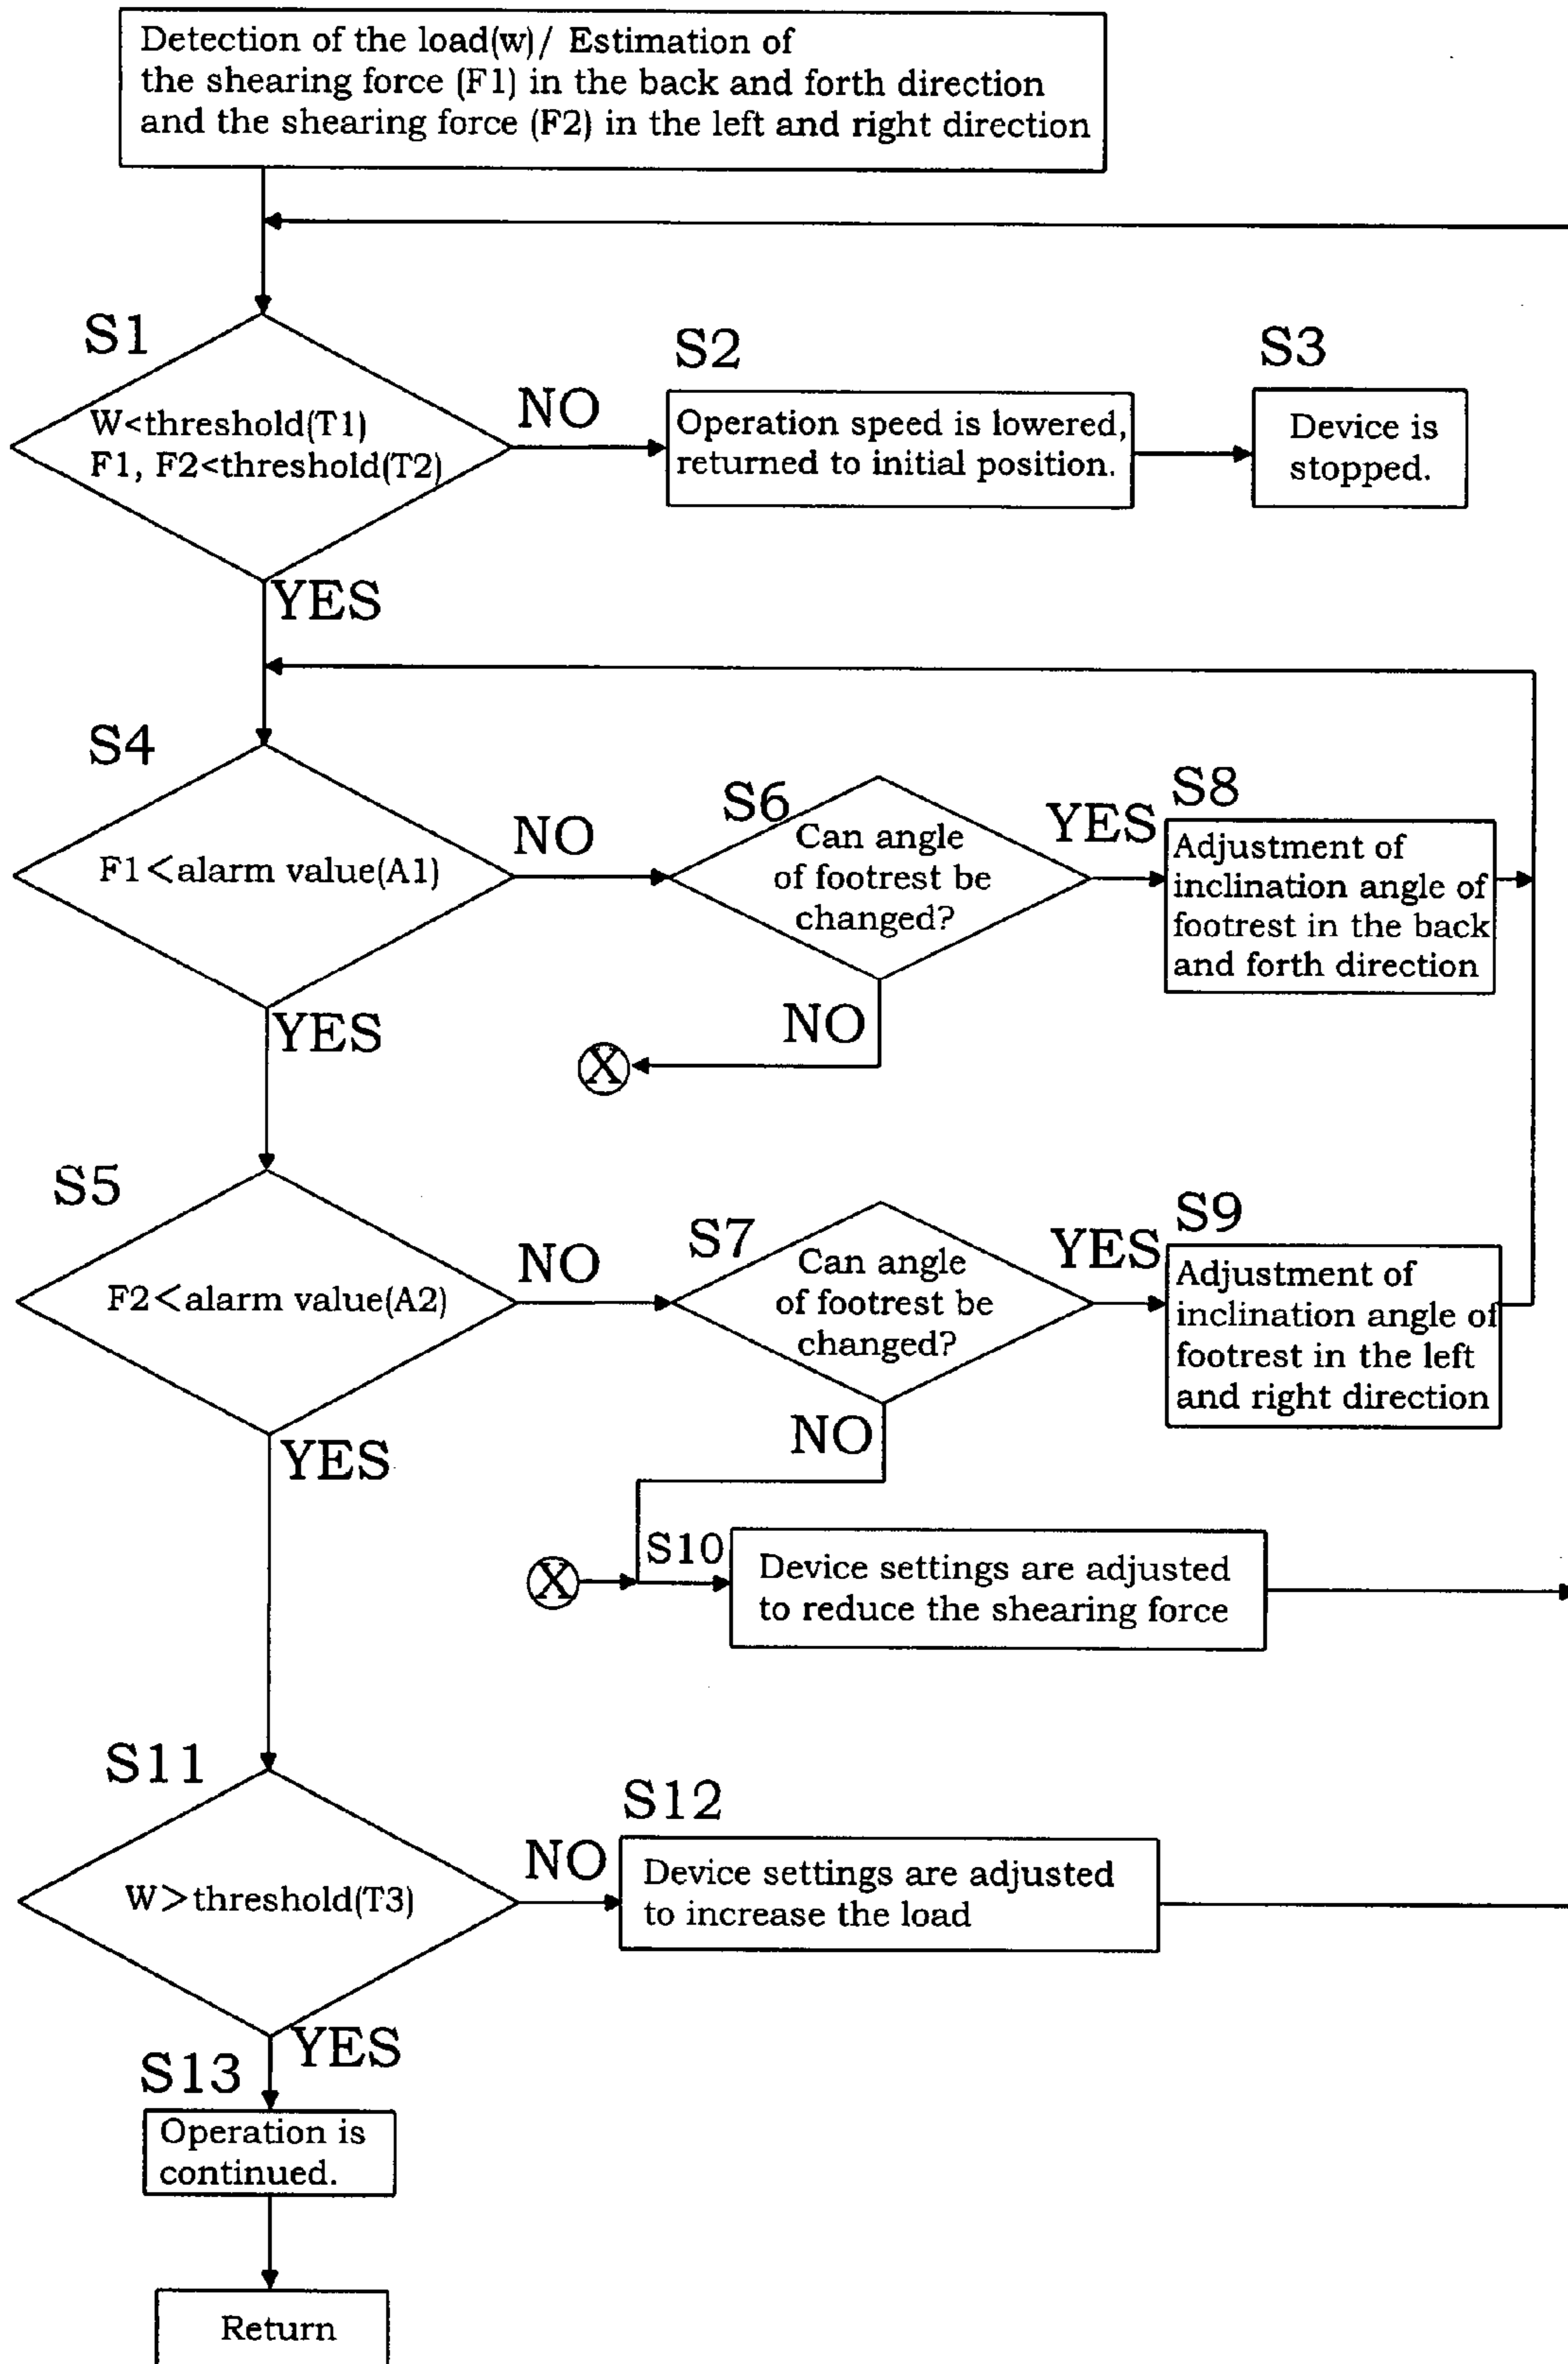 Detection of the load(w)/ Estimation of
the shearing force (F1) in the back and forth direction
and the shearing force (F2) in the left and right direction
S1
W<threshold(T1)
F1, F2<threshold(T2)
NO
S2
Operation speed is lowered,
returned to initial position.
S3
Device is
stopped.
YES
S4
F1<alarm value(A1)
NO
S6
Can angle
of footrest be
changed?
YES
S8
Adjustment of
inclination angle of
footrest in the back
and forth direction
NO
X
YES
S5
F2<alarm value(A2)
NO
S7
Can angle
of footrest be
changed?
YES
S9
Adjustment of
inclination angle of
footrest in the left
and right direction
NO
YES
X
S10
Device settings are adjusted
to reduce the shearing force
S11
W>threshold(T3)
NO
S12
Device settings are adjusted
to increase the load
YES
S13
Operation is
continued.
Return